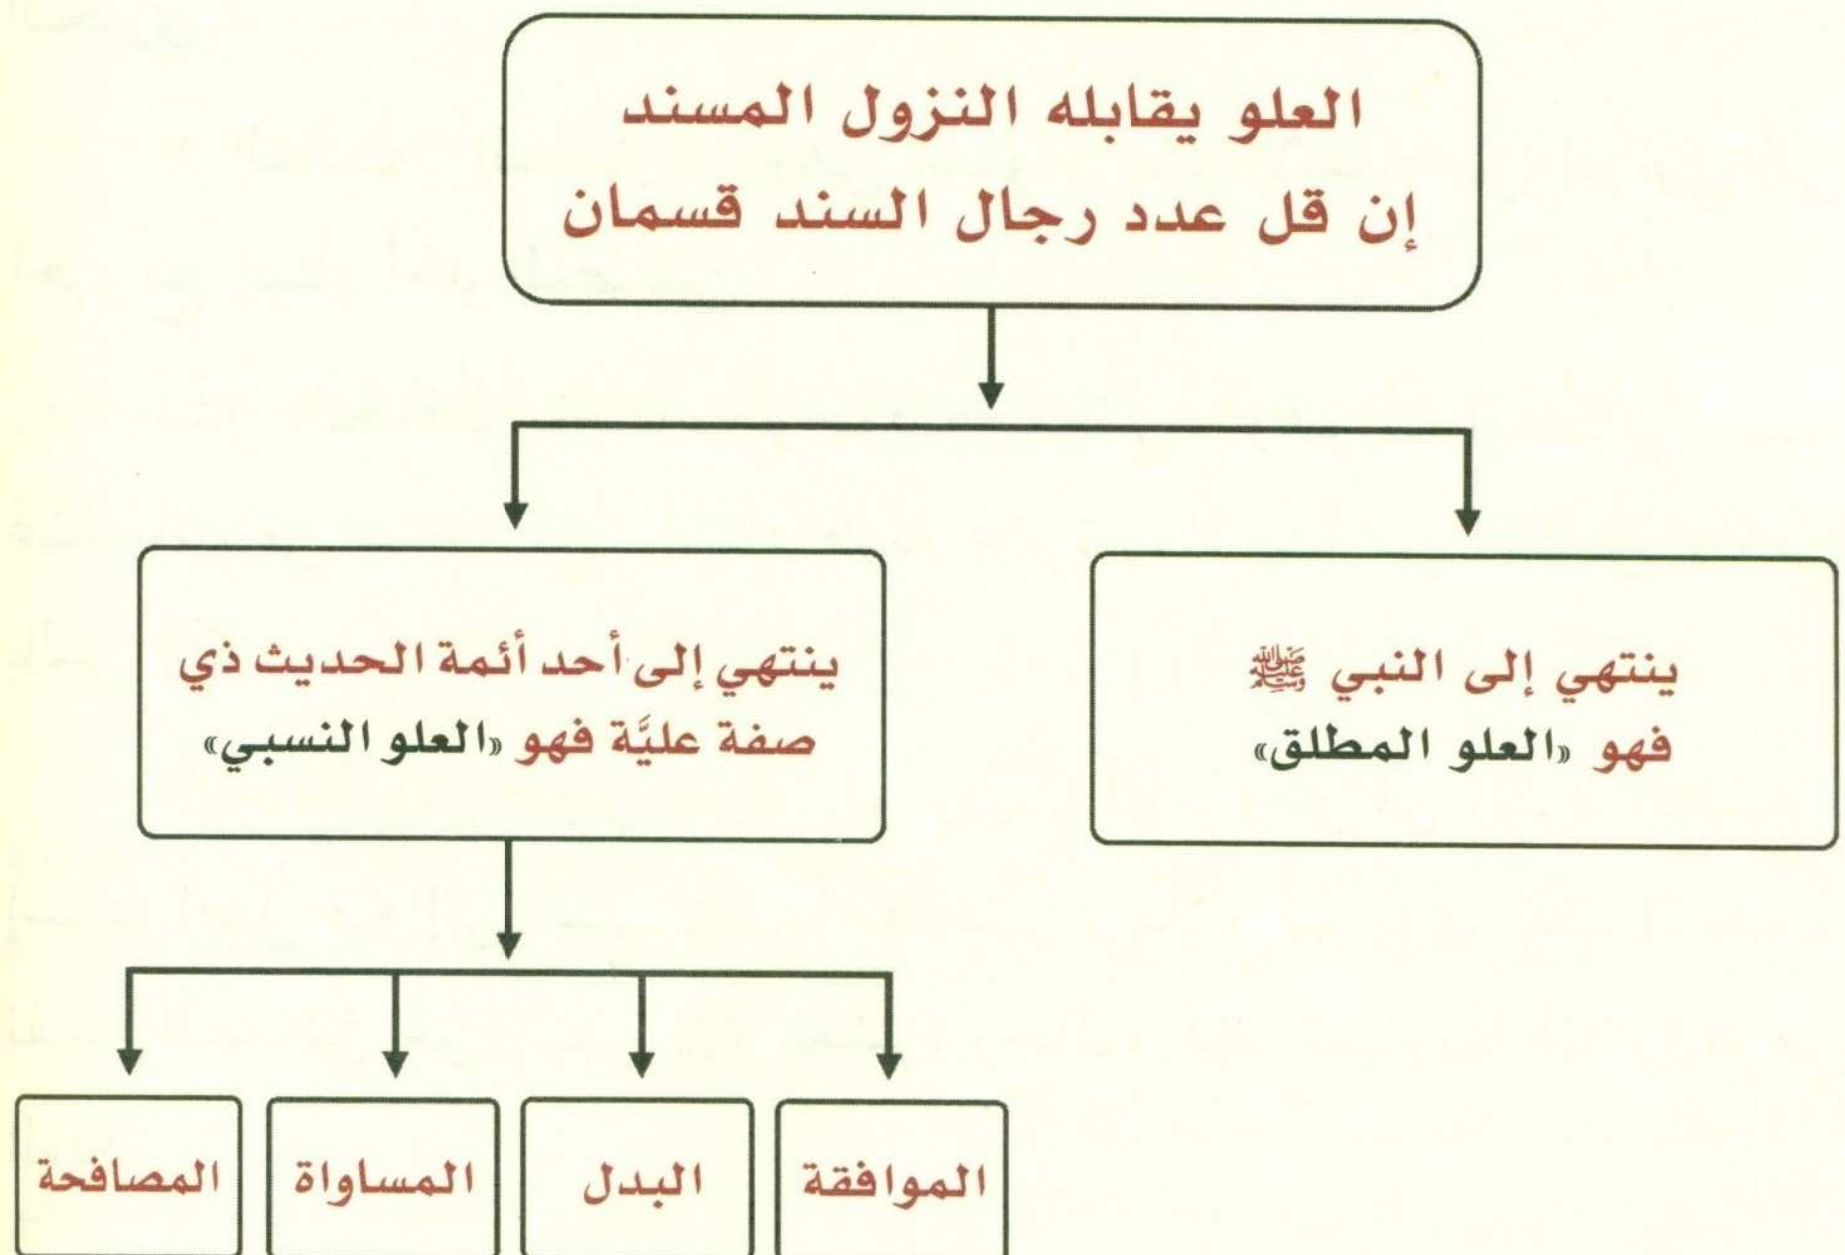 العلو يقابله النزول المسند
إن قل عدد رجال السند قسمان
ينتهي إلى النبي ﷺ
فهو «العلو المطلق»
ينتهي إلى أحد أئمة الحديث ذي
صفة عليَّة فهو «العلو النسبي»
الموافقة
البدل
المساواة
المصافحة